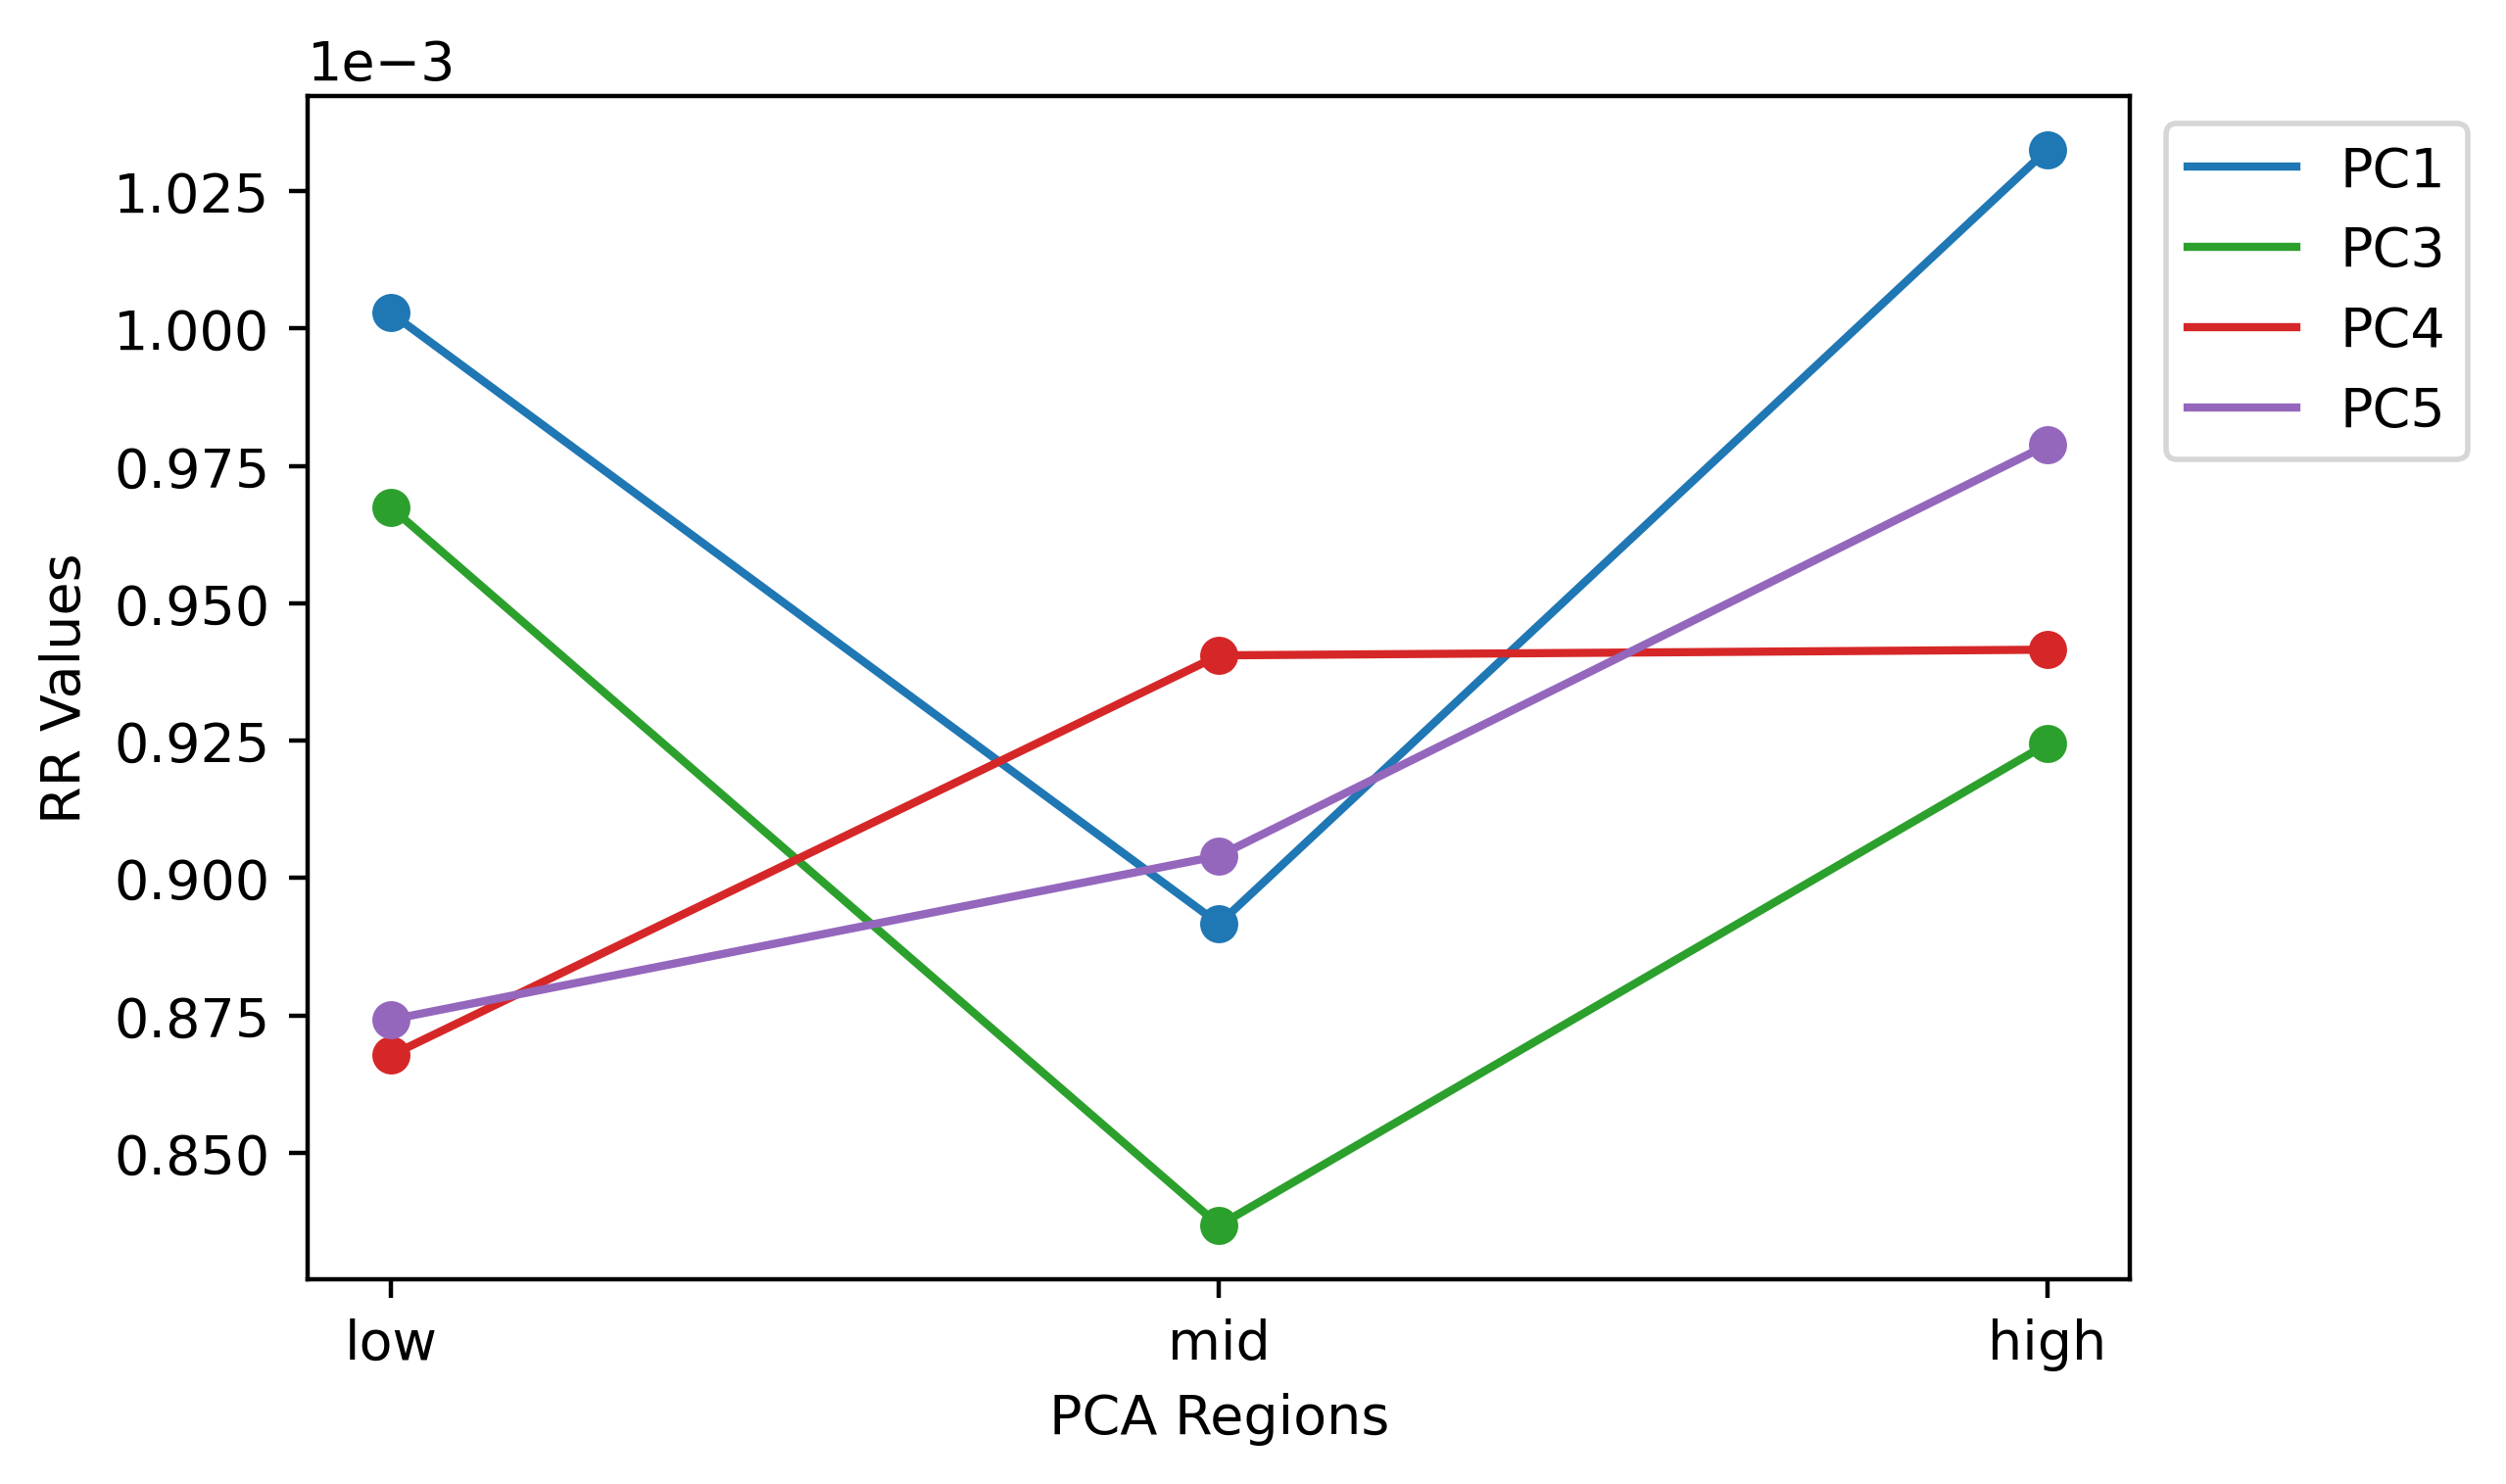 1e−3
1.025
1.000
0.975
0.950
0.925
0.900
0.875
0.850
RR Values
low mid high
PCA Regions
PC1
PC3
PC4
PC5